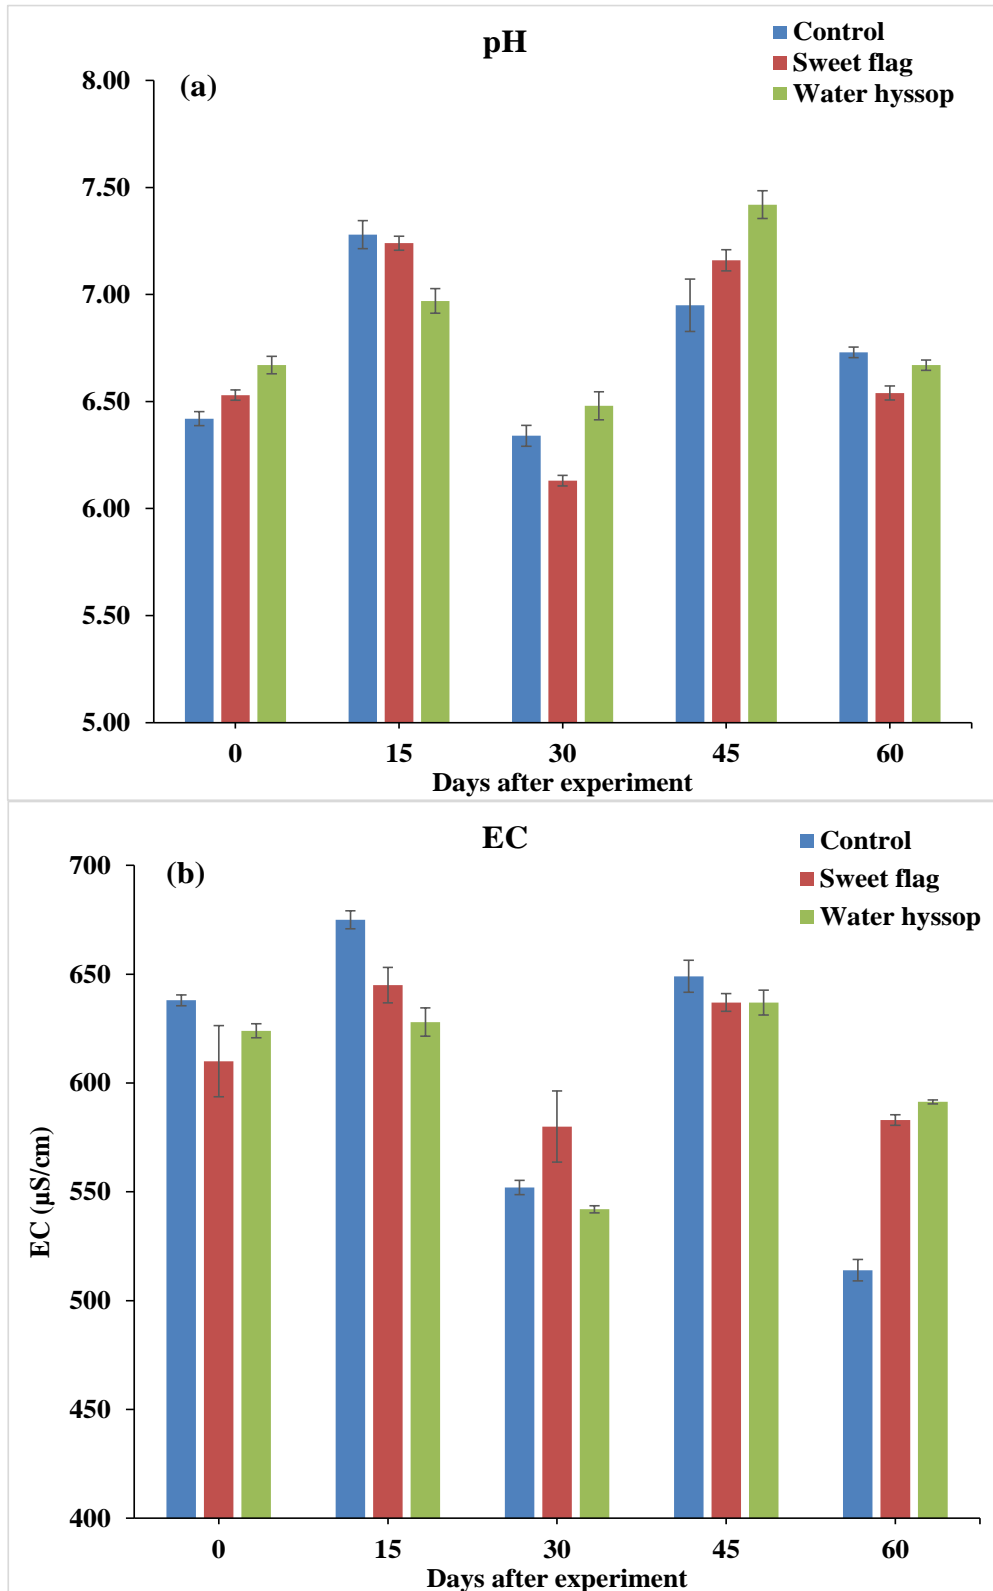 pH
Control
Sweet flag
Water hyssop
(a)
8.00
7.50
7.00
6.50
6.00
5.50
5.00
0 15 30 45 60
Days after experiment
EC
Control
Sweet flag
Water hyssop
(b)
700
650
600
550
500
450
400
EC (µS/cm)
0 15 30 45 60
Days after experiment